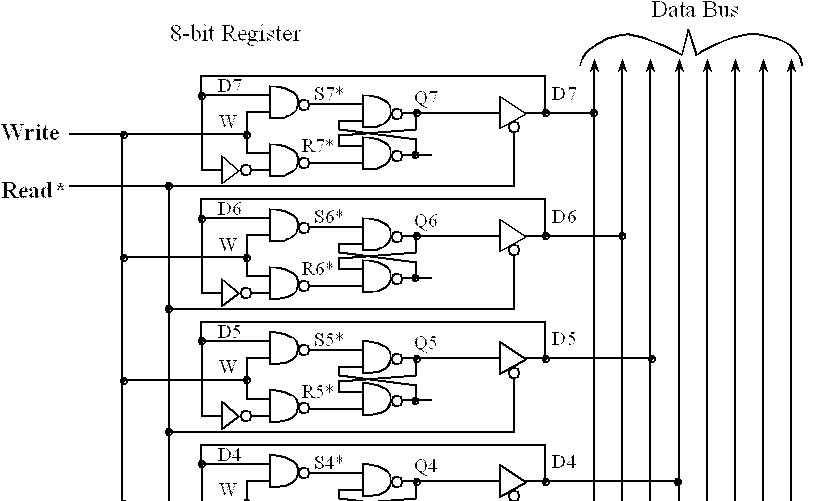 Data Bus
8-bit Register
D7
S7*
Q7
D7
W
Write
R7*
Read*
D6
S6*
Q6
D6
W
R6*
D5
S5*
Q5
D5
W
R5*
D4
S4*
Q4
D4
W